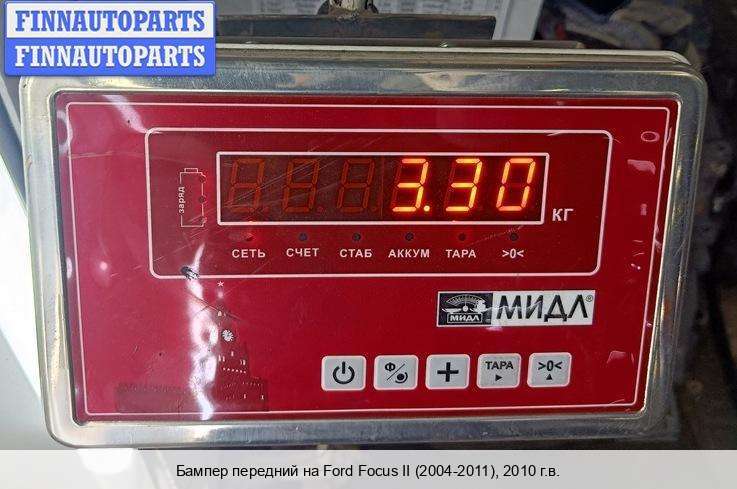 FINNAUTOPARTS
FINNAUTOPARTS
заряд
3.30
КГ
СЕТЬ СЧЕТ СТАБ АККУМ ТАРА >0<
МИДЛ МИДЛ®
Ф ТАРА >0<
Бампер передний на Ford Focus II (2004-2011), 2010 г.в.